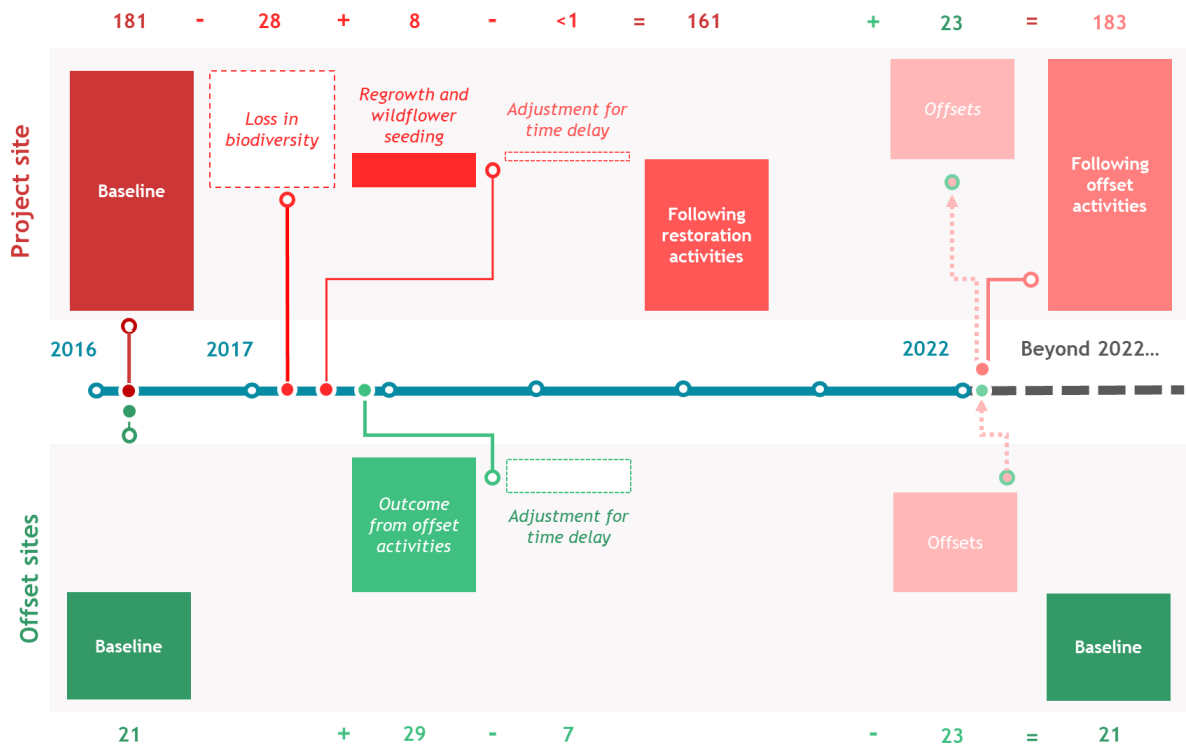 181 - 28 + 8 - <1 = 161 + 23 = 183
Project site
Baseline
Loss in
biodiversity
Regrowth and
wildflower
seeding
Adjustment for
time delay
Following
restoration
activities
Offsets
Following
offset
activities
2016
2017
2022
Beyond 2022...
Offset sites
Baseline
Outcome
from offset
activities
Adjustment for
time delay
Offsets
Baseline
21 + 29 - 7 - 23 = 21